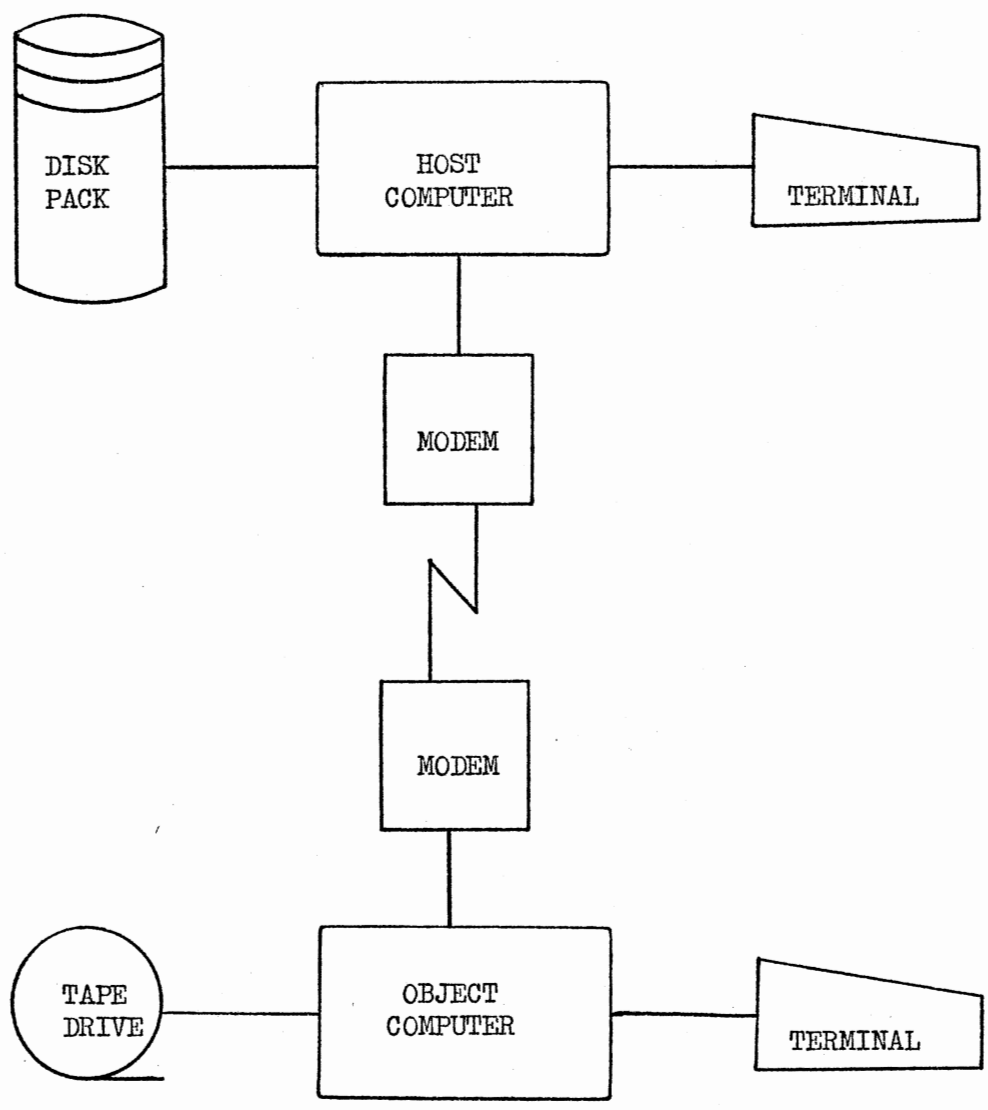 DISK
PACK
HOST
COMPUTER
TERMINAL
MODEM
MODEM
TAPE
DRIVE
OBJECT
COMPUTER
TERMINAL